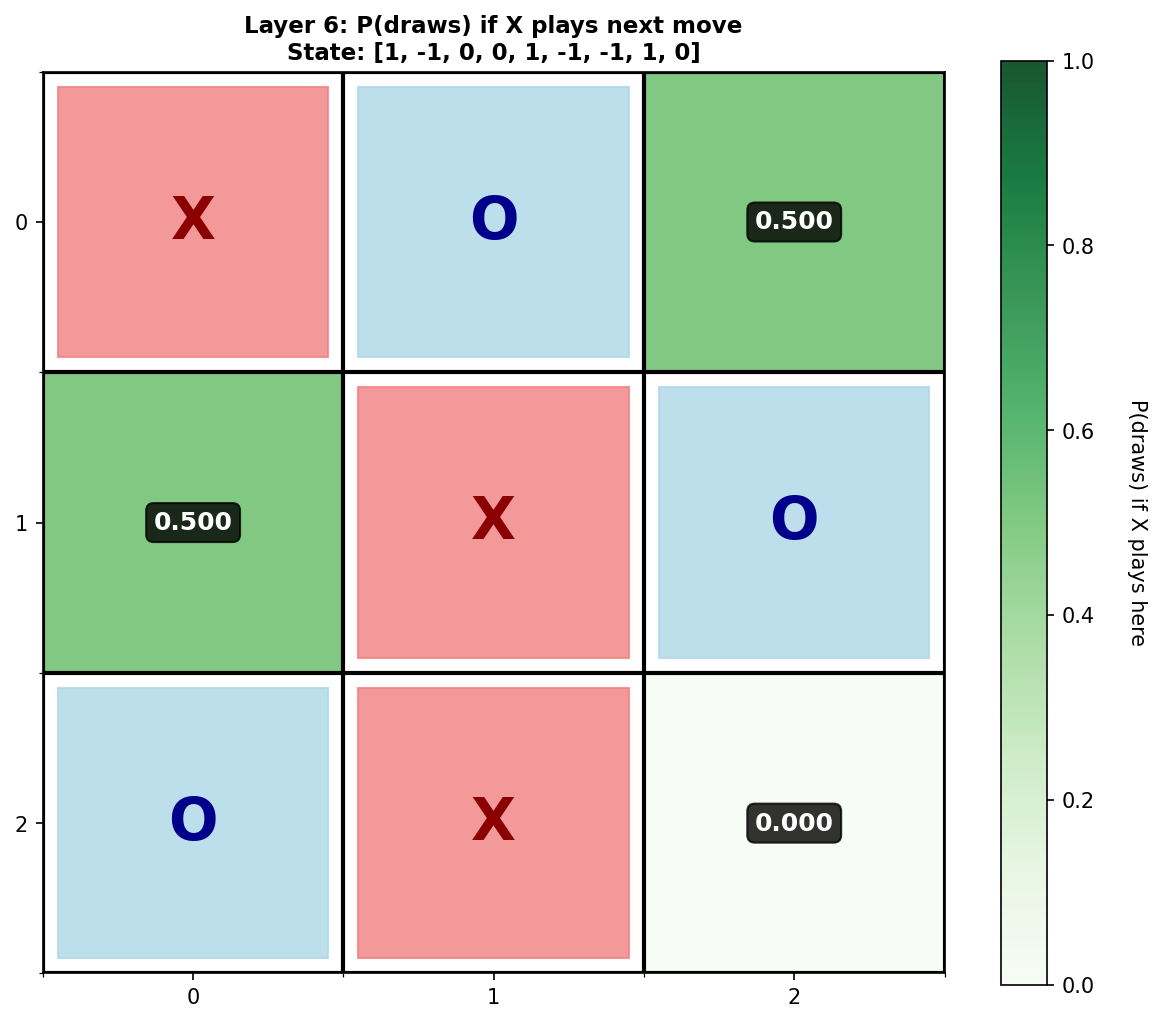 Layer 6: P(draws) if X plays next move
State: [1, -1, 0, 0, 1, -1, -1, 1, 0]
X
O
0.500
0.500
X
O
O
X
0.000
0
1
2
0
1
2
1.0
0.8
0.6
0.4
0.2
0.0
P(draws) if X plays here